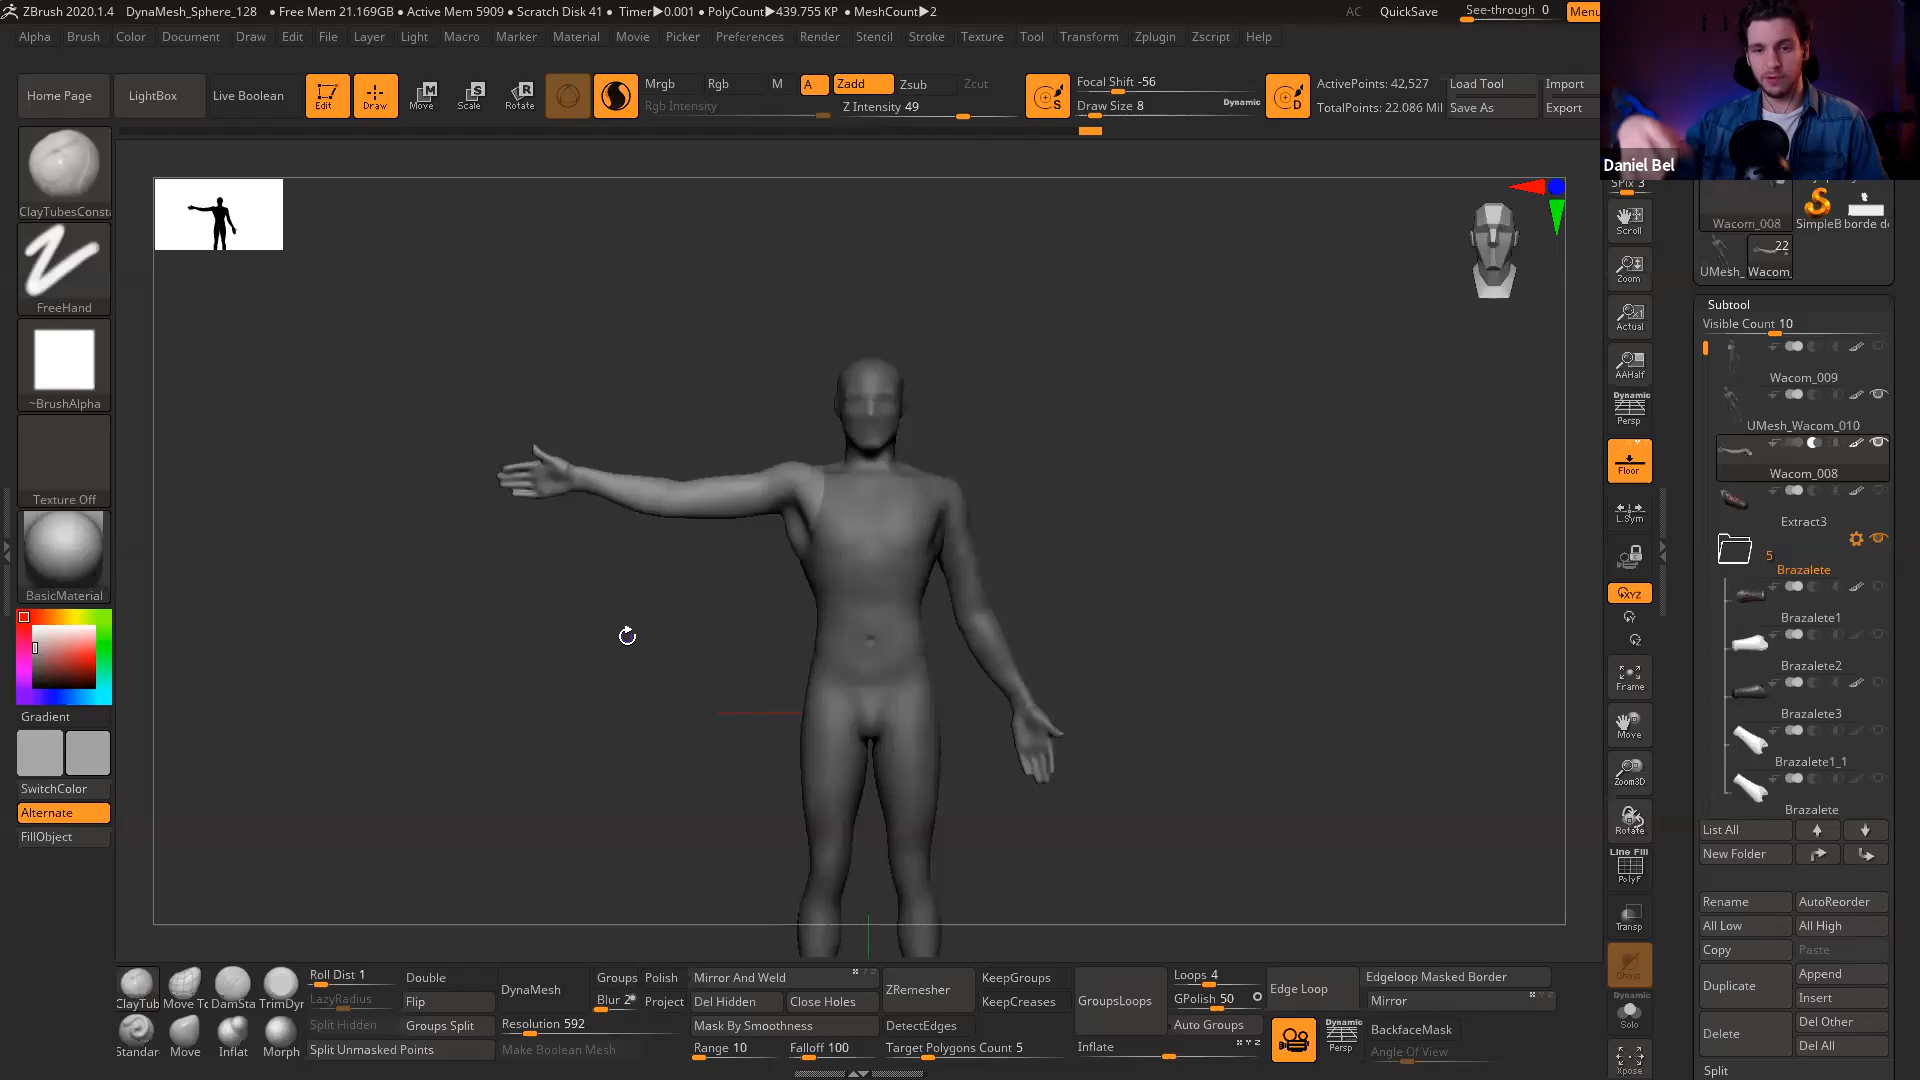 ZBrush 2020.1.4 DynaMesh_Sphere_128 ● Free Mem 21.169GB ● Active Mem 5909 ● Scratch Disk 41 ● Timer▶0.001 ● PolyCount▶439.755 KP ● MeshCount▶2 AC QuickSave See-through 0 Menu
Alpha Brush Color Document Draw Edit File Layer Light Macro Marker Material Movie Picker Preferences Render Stencil Stroke Texture Tool Transform Zplugin Zscript Help
Home Page LightBox Live Boolean Edit Draw Move Scale Rotate
Mrgb Rgb M A Zadd Zsub Zcut
Rgb Intensity Z Intensity 49
Focal Shift -56
Draw Size 8 Dynamic
ActivePoints: 42,527
TotalPoints: 22.086 Mil
Load Tool Import
Save As Export
Daniel Bel
ClayTubesConst
FreeHand
~BrushAlpha
Texture Off
BasicMaterial
Gradient
SwitchColor
Alternate
FillObject
SPix 3
Scroll
Zoom
Actual
AAHalf
Dynamic
Persp
Floor
L.Sym
XYZ
Frame
Move
Zoom3D
Rotate
Line Fill
PolyF
Transp
Ghost
Dynamic
Solo
Xpose
Wacom_008 SimpleB borde d
22
UMesh_ Wacom_
Subtool
Visible Count 10
Wacom_009
UMesh_Wacom_010
Wacom_008
Extract3
5
Brazalete
Brazalete1
Brazalete2
Brazalete3
Brazalete1_1
Brazalete
List All
New Folder
Rename AutoReorder
All Low All High
Copy Paste
Duplicate Append
Insert
Delete Del Other
Del All
Split
ClayTub Move To DamSta TrimDyn
Standar Move Inflat Morph
Roll Dist 1 Double
LazyRadius Flip
Split Hidden Groups Split
Split Unmasked Points
DynaMesh Groups Polish
Blur 2 Project
Resolution 592
Make Boolean Mesh
Mirror And Weld
Del Hidden Close Holes
Mask By Smoothness
Range 10 Falloff 100
ZRemesher KeepGroups
KeepCreases
DetectEdges
Target Polygons Count 5
GroupsLoops Loops 4
GPolish 50
Auto Groups
Inflate
Edge Loop Edgeloop Masked Border
Mirror
Dynamic
Persp
BackfaceMask
Angle Of View